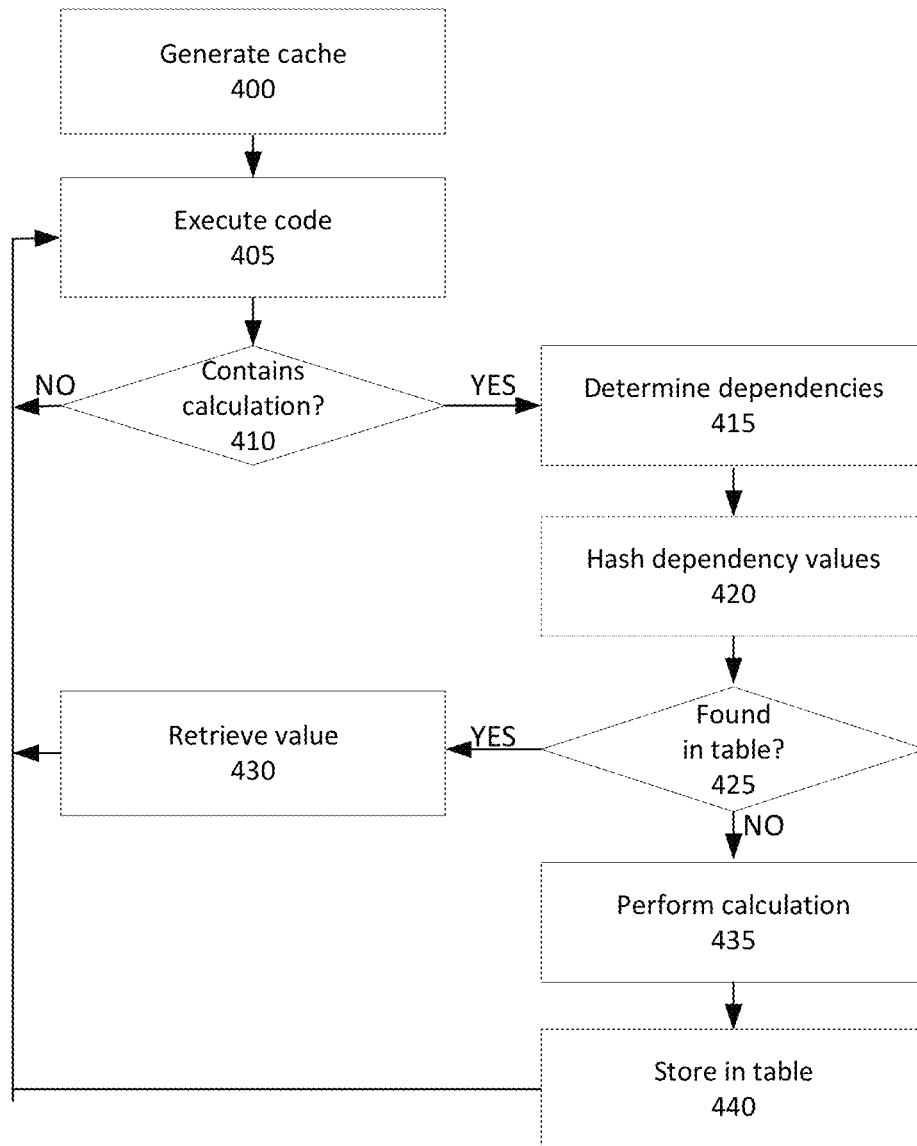 Generate cache
400
Execute code
405
NO
Contains
calculation?
410
YES
Determine dependencies
415
Hash dependency values
420
Retrieve value
430
YES
Found
in table?
425
NO
Perform calculation
435
Store in table
440